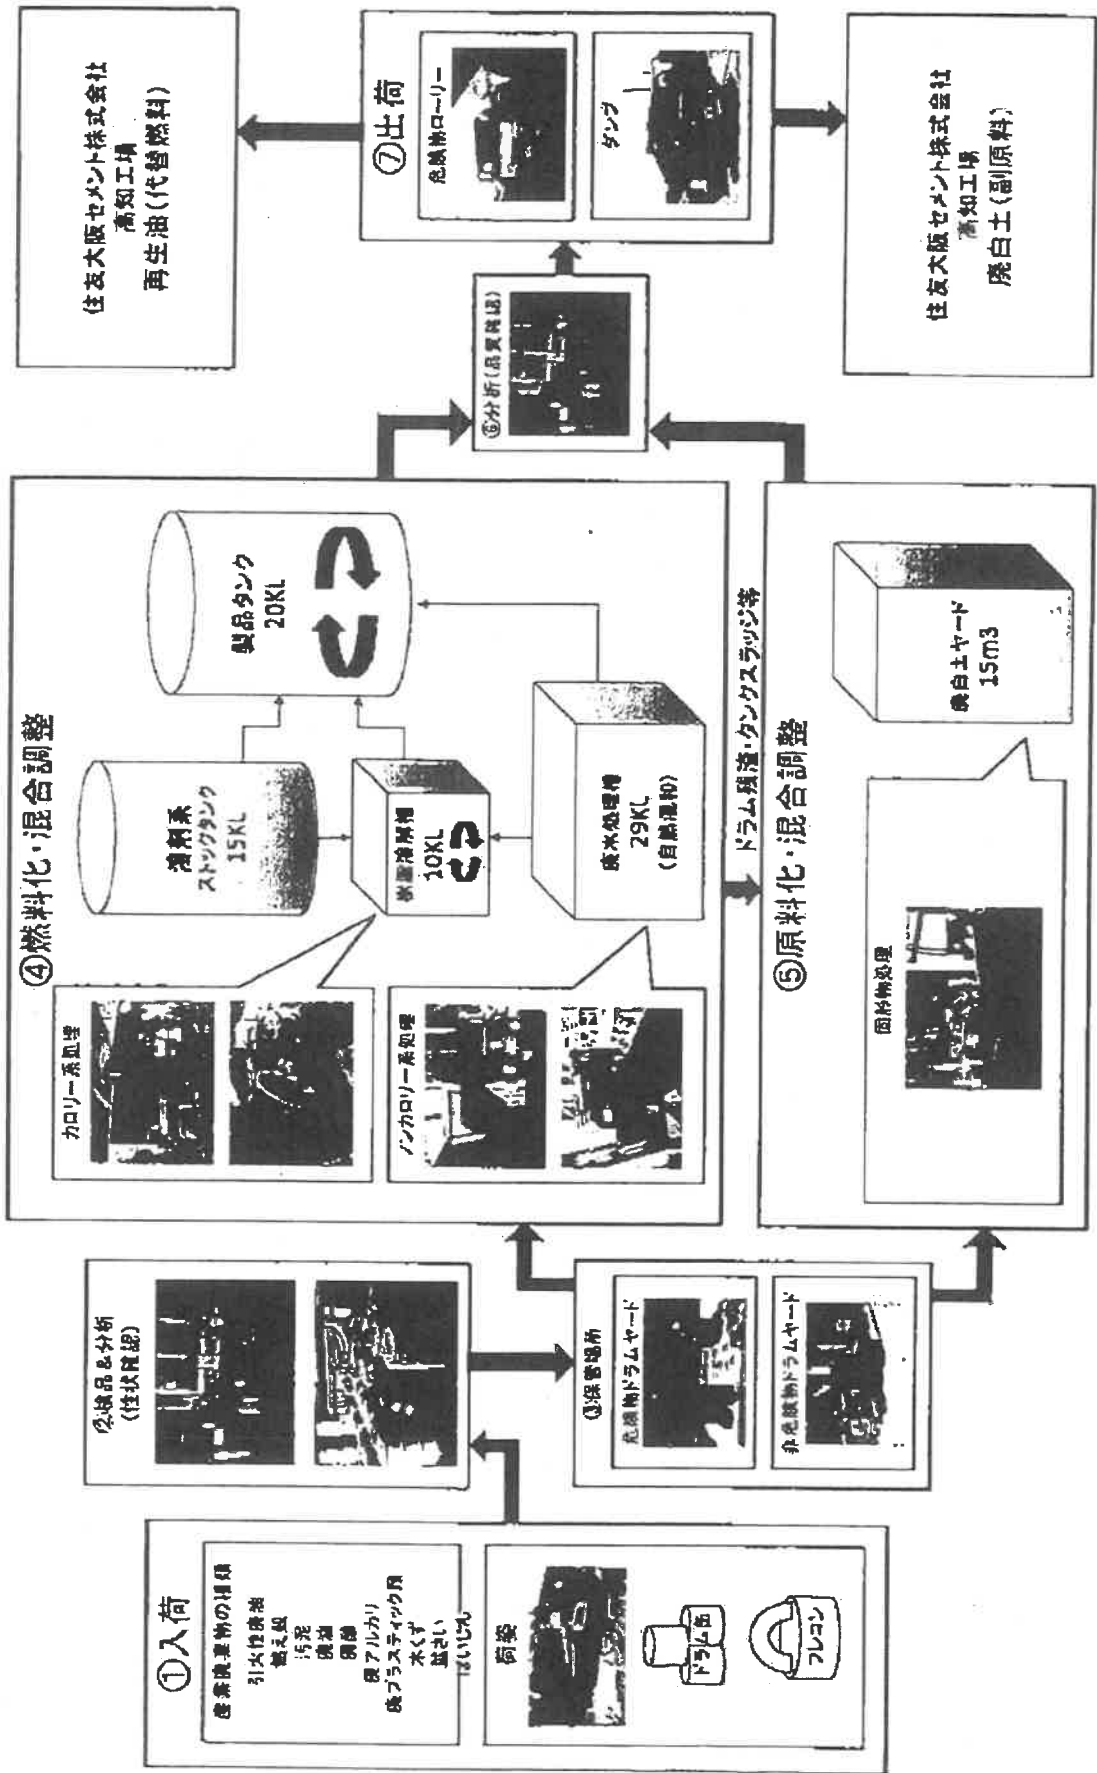 ①入荷
産業廃棄物の種類
引火性廃油
燃え殻
汚泥
廃油
廃酸
廃アルカリ
廃プラスティック類
木くず
鉱さい
ばいじん
荷姿
ドラム缶
フレコン
②検品&分析
(性状確認)
③保管場所
危険物ドラムヤード
非危険物ドラムヤード
④燃料化・混合調整
カロリー系処理
ノンカロリー系処理
溶剤系
ストックタンク
15KL
製品タンク
20KL
10KL
廃水処理槽
29KL
(自然混和)
ドラム残渣・タンクスラッジ等
⑤原料化・混合調整
固形物処理
廃白土ヤード
15m3
⑥分析(品質確認)
⑦出荷
危険物ローリー
ダンプ
住友大阪セメント株式会社
高知工場
再生油(代替燃料)
住友大阪セメント株式会社
高知工場
廃白土(副原料)